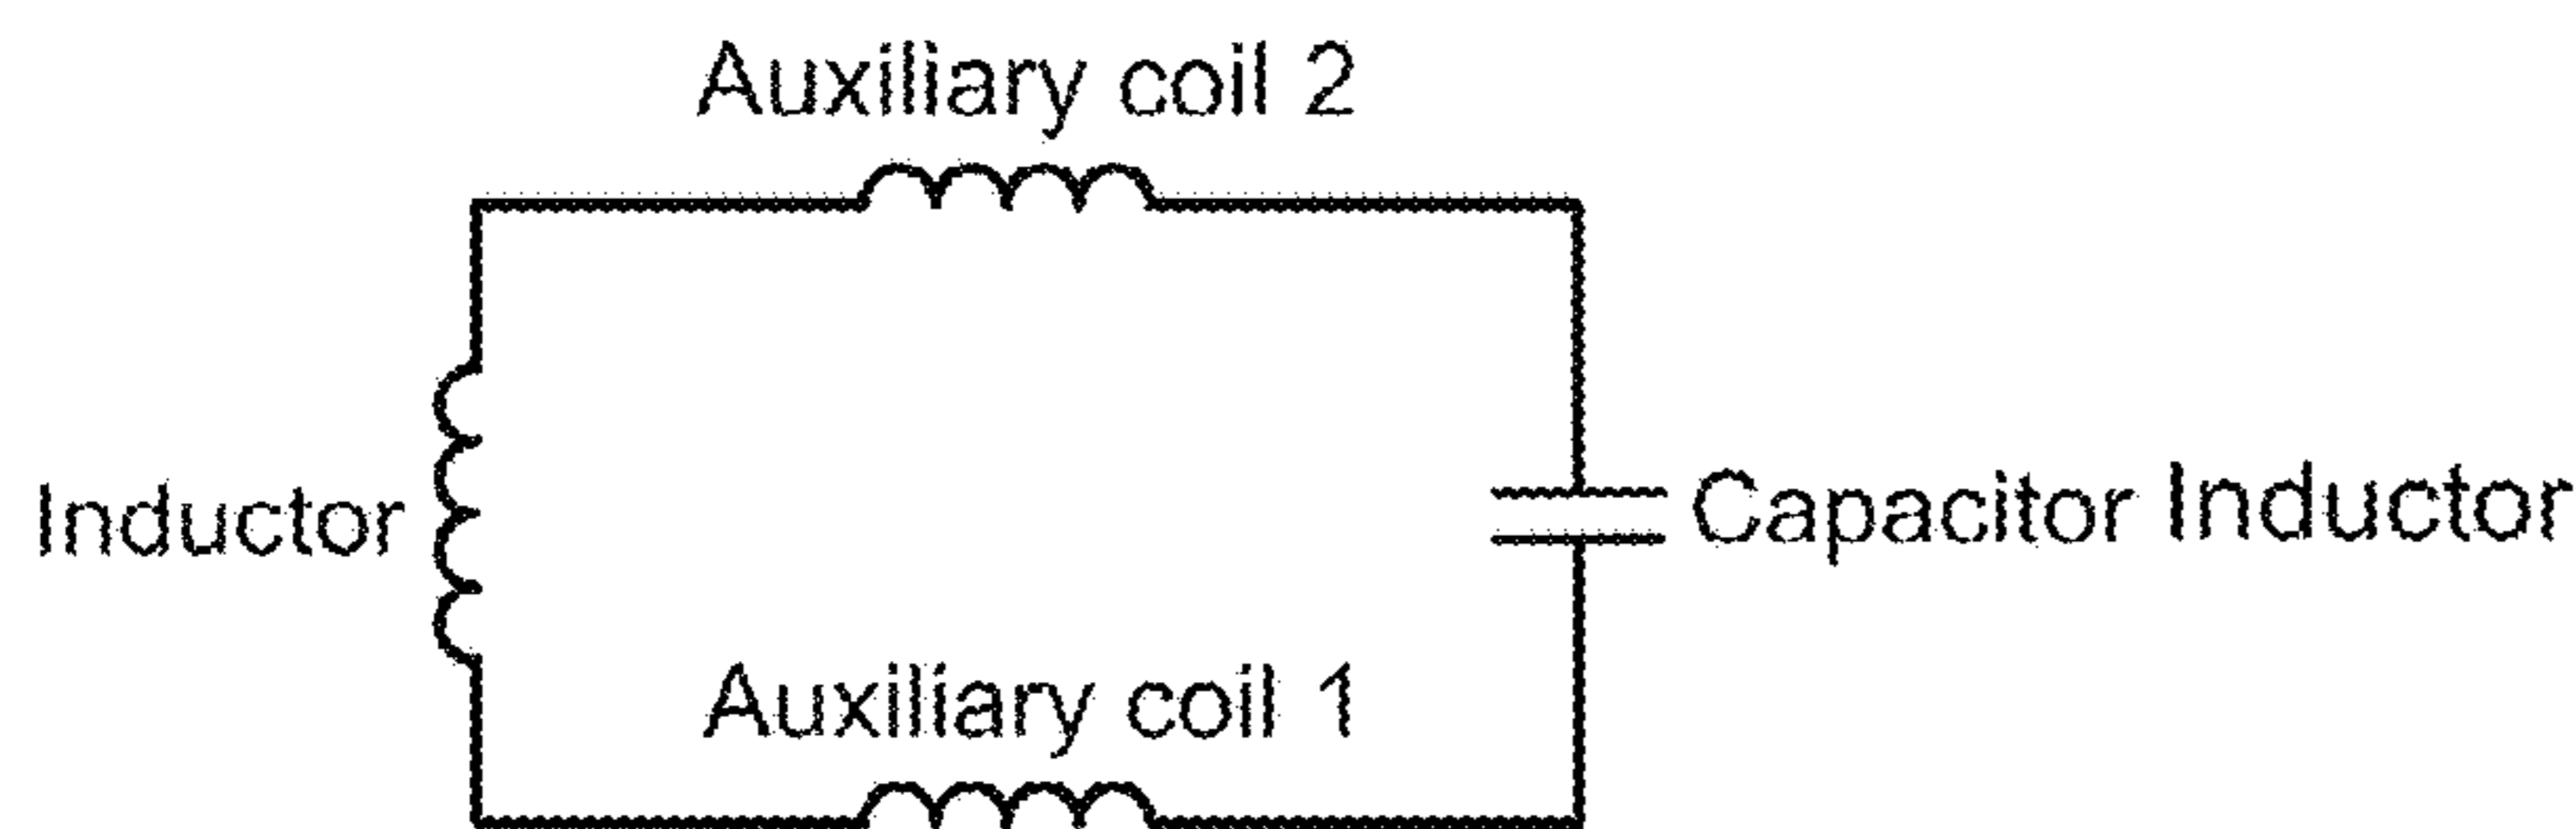 Auxiliary coil 2
Inductor
Capacitor Inductor
Auxiliary coil 1